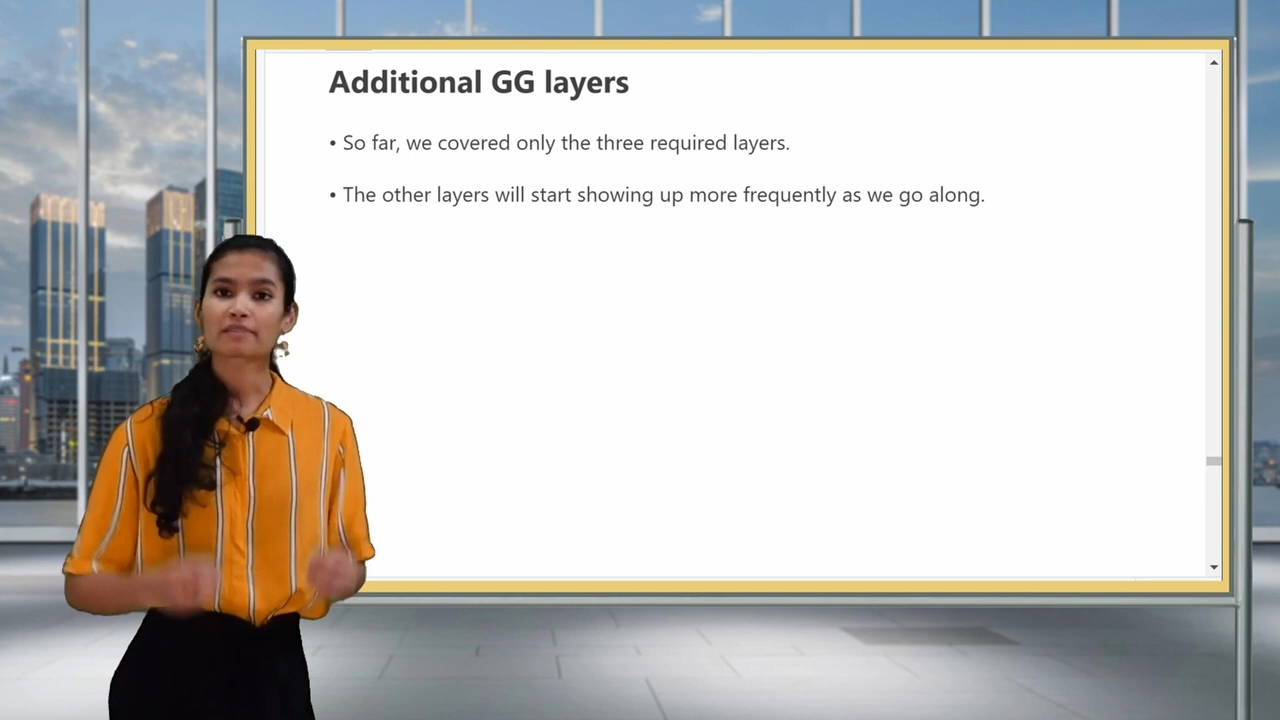 Additional GG layers
• So far, we covered only the three required layers.
• The other layers will start showing up more frequently as we go along.